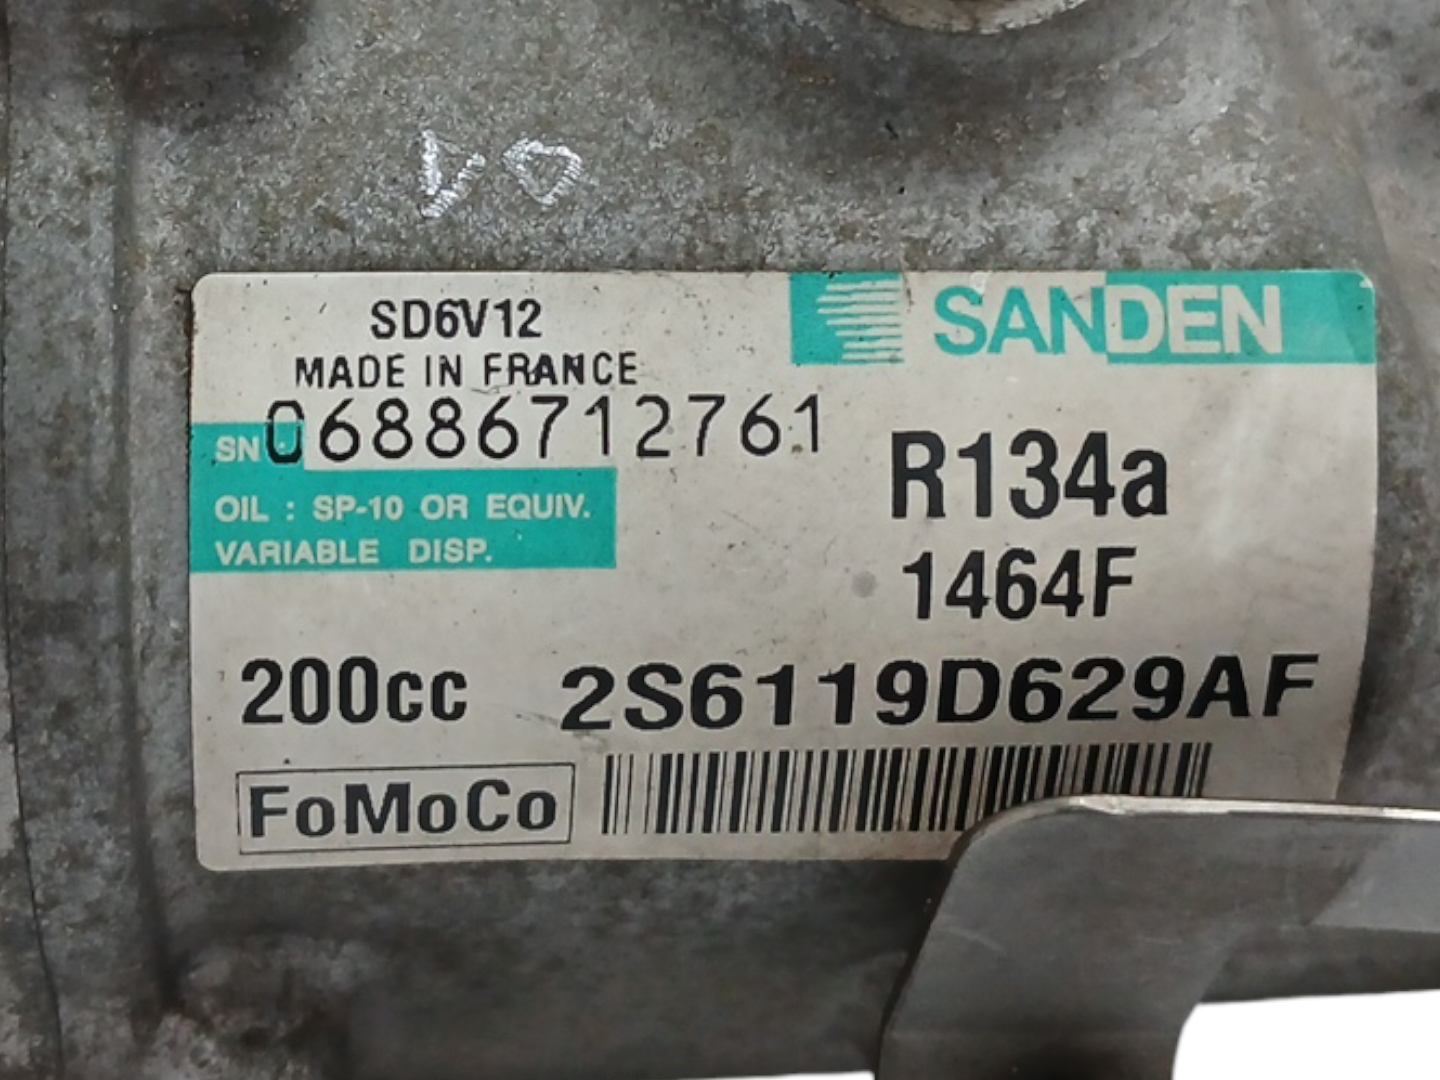 SD6V12
SANDEN
MADE IN FRANCE
SN 06886712761
R134a
OIL : SP-10 OR EQUIV.
VARIABLE DISP.
1464F
200cc 2S6119D629AF
FoMoCo